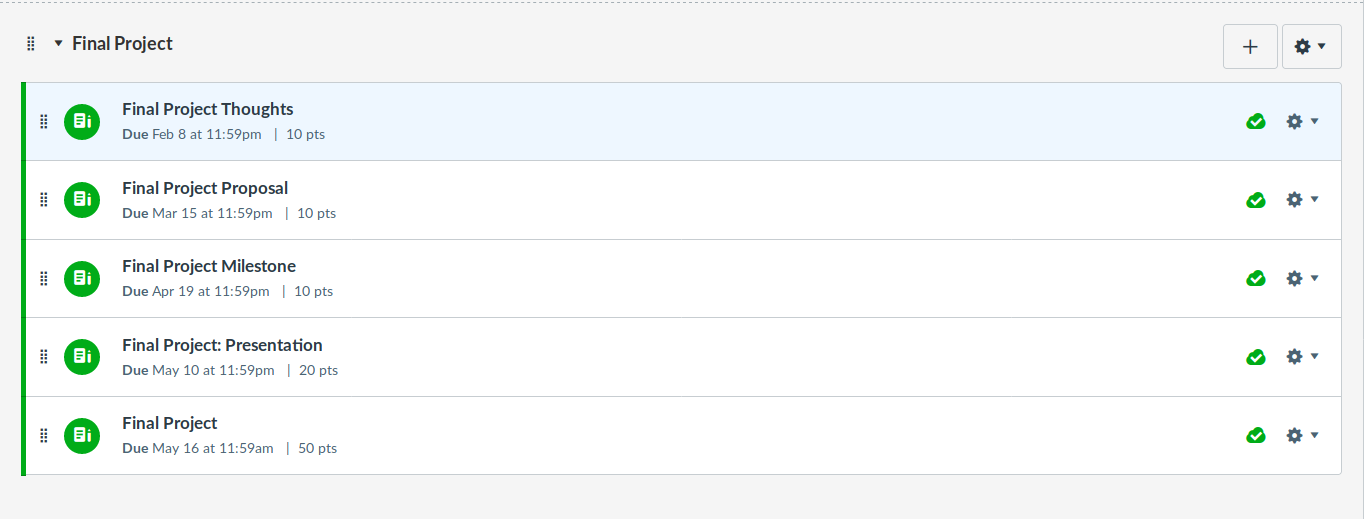 Final Project
Final Project Thoughts
Due Feb 8 at 11:59pm | 10 pts
Final Project Proposal
Due Mar 15 at 11:59pm | 10 pts
Final Project Milestone
Due Apr 19 at 11:59pm | 10 pts
Final Project: Presentation
Due May 10 at 11:59pm | 20 pts
Final Project
Due May 16 at 11:59am | 50 pts